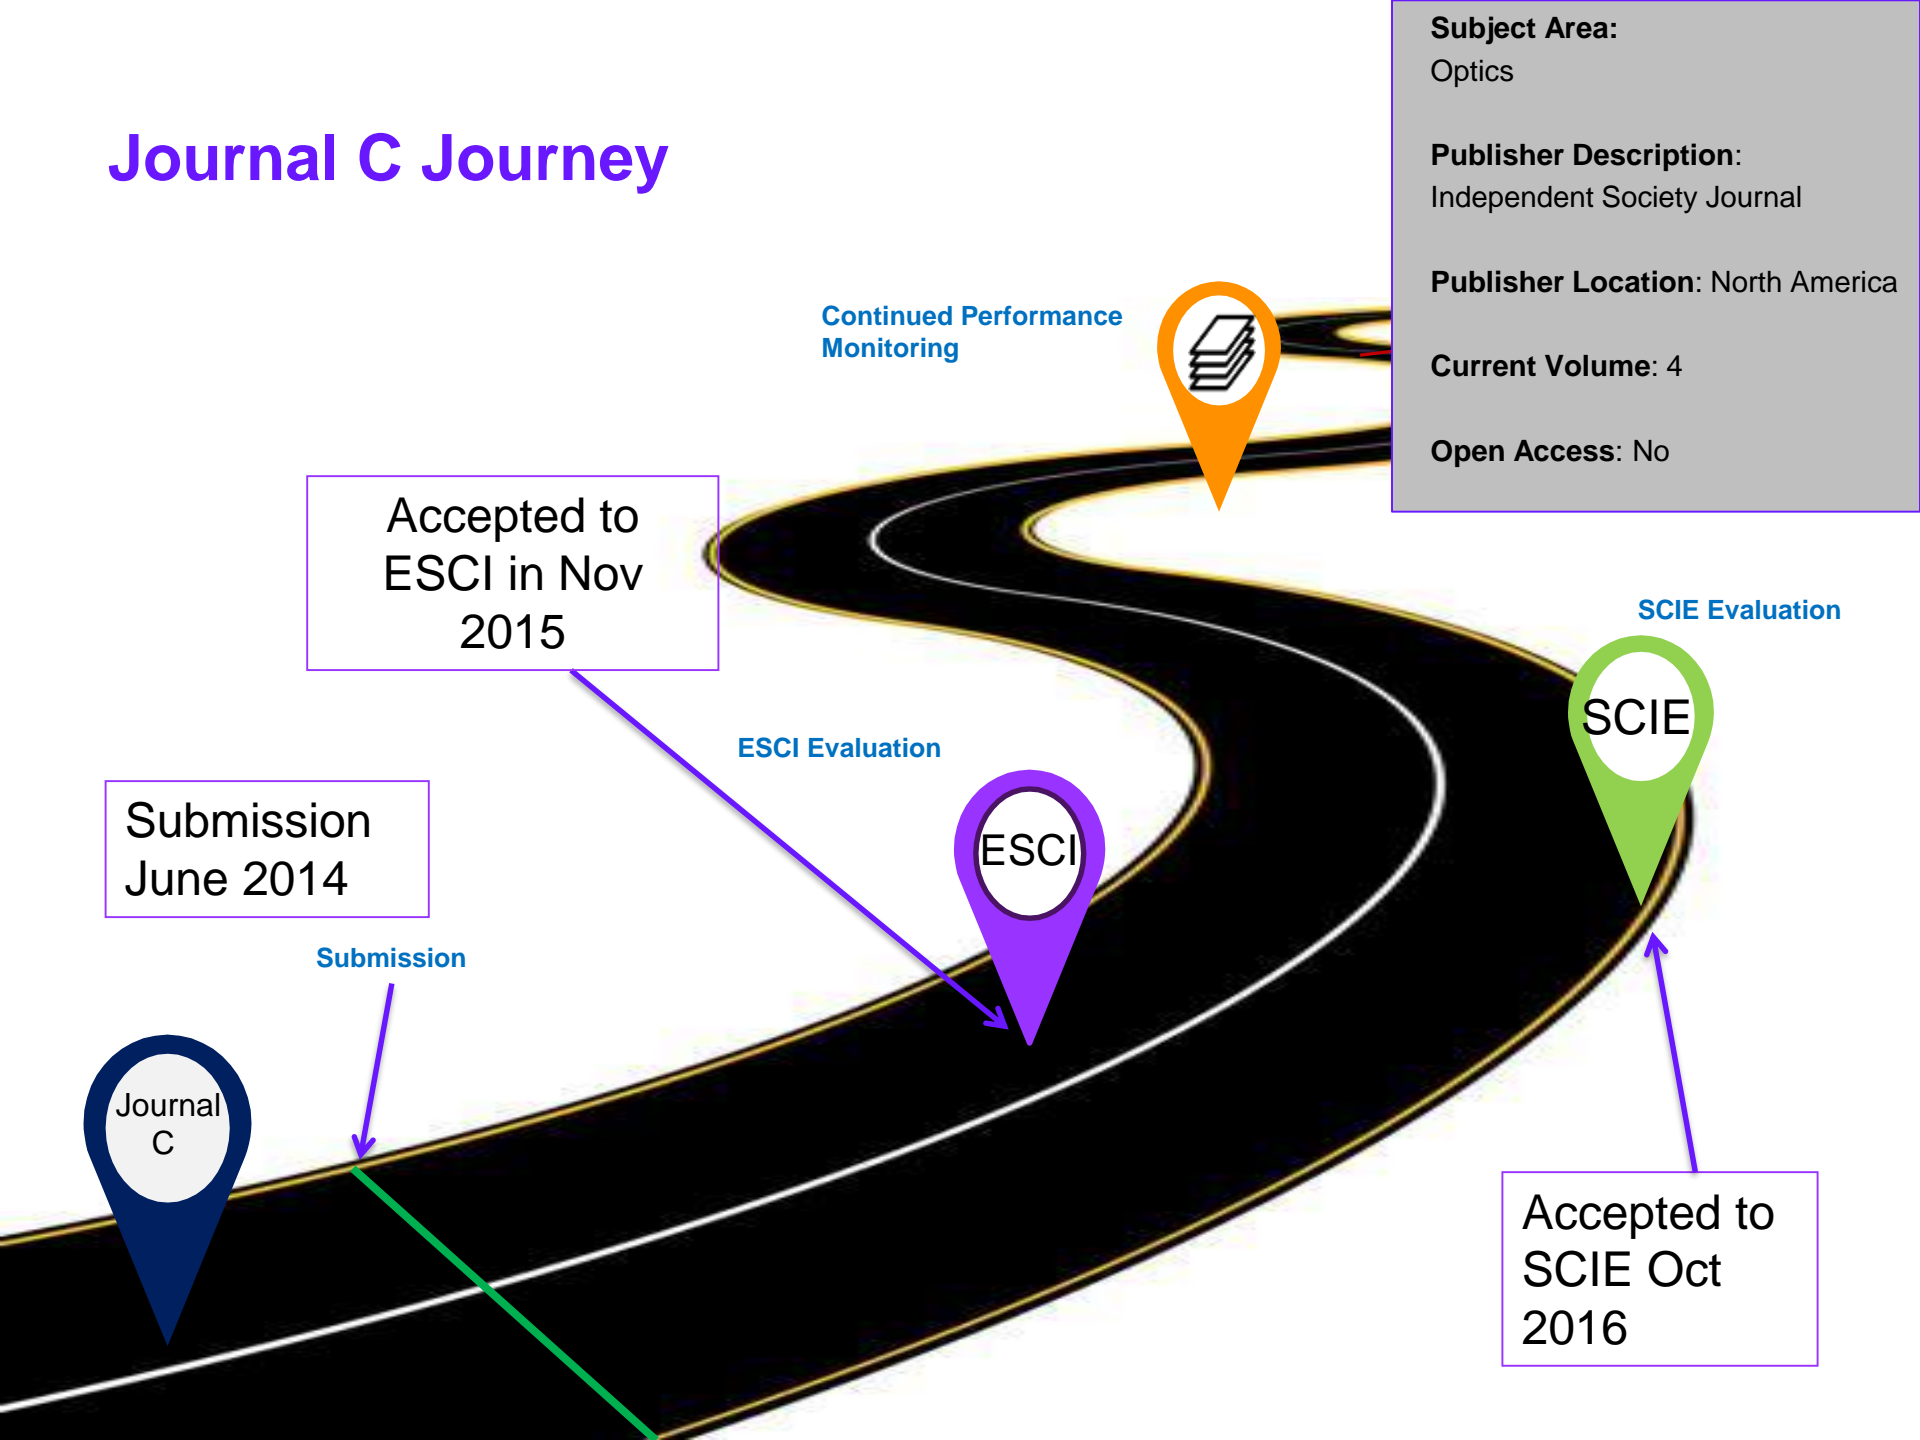 Journal C Journey
Subject Area:
Optics
Publisher Description:
Independent Society Journal
Publisher Location: North America
Current Volume: 4
Open Access: No
Continued Performance
Monitoring
Accepted to
ESCI in Nov
2015
SCIE Evaluation
SCIE
ESCI Evaluation
ESCI
Submission
June 2014
Submission
Journal
C
Accepted to
SCIE Oct
2016